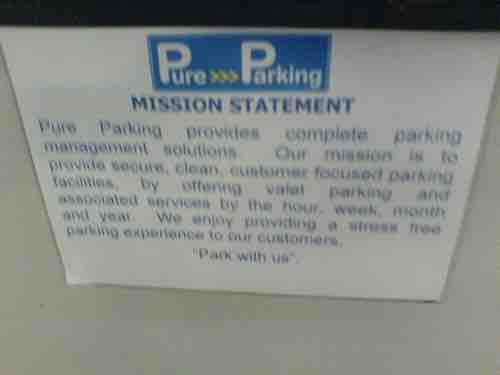 Pure >>> Parking
MISSION STATEMENT
Pure Parking provides complete parking
management solutions. Our mission is to
provide secure, clean, customer focused parking
facilities, by offering valet parking and
associated services by the hour, week, month
and year. We enjoy providing a stress free
parking experience to our customers.
"Park with us".